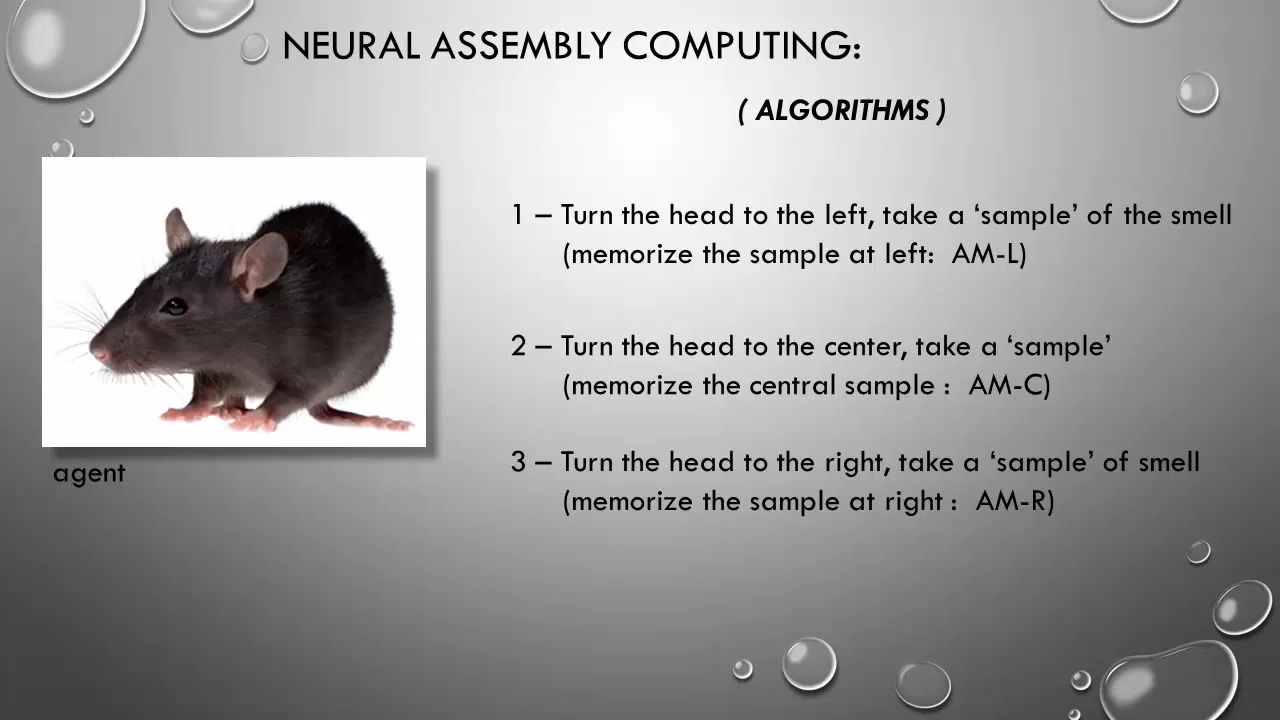 NEURAL ASSEMBLY COMPUTING:
( ALGORITHMS )
1 – Turn the head to the left, take a ‘sample’ of the smell
(memorize the sample at left:  AM-L)
2 – Turn the head to the center, take a ‘sample’
(memorize the central sample :  AM-C)
3 – Turn the head to the right, take a ‘sample’ of smell
(memorize the sample at right :  AM-R)
agent